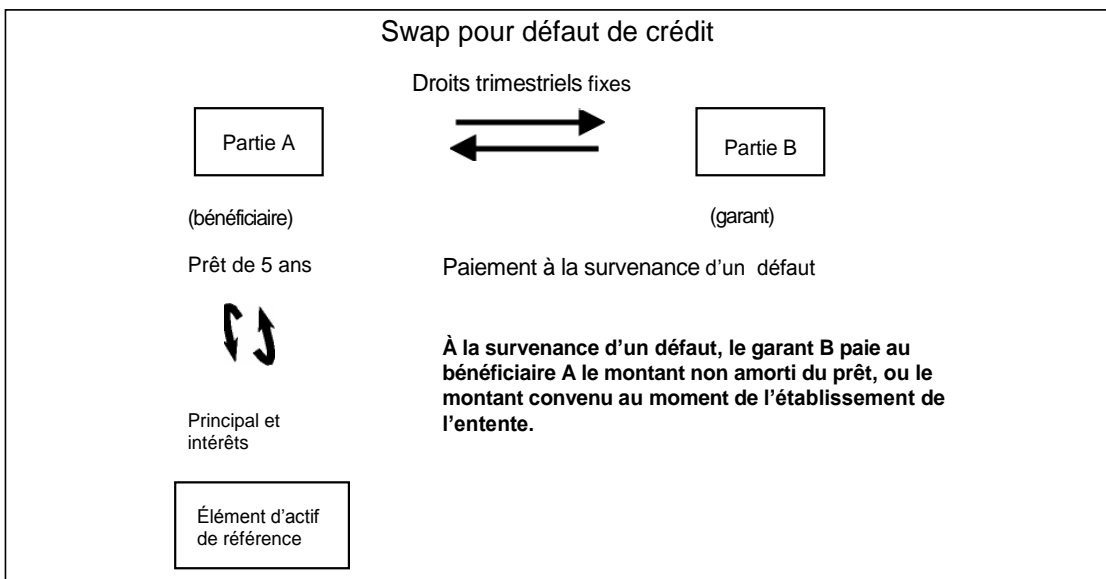 Swap pour défaut de crédit
Droits trimestriels fixes
Partie A
Partie B
(bénéficiaire)
(garant)
Prêt de 5 ans
Paiement à la survenance d'un défaut
À la survenance d'un défaut, le garant B paie au
bénéficiaire A le montant non amorti du prêt, ou le
montant convenu au moment de l'établissement de
l'entente.
Principal et
intérêts
Élément d'actif
de référence